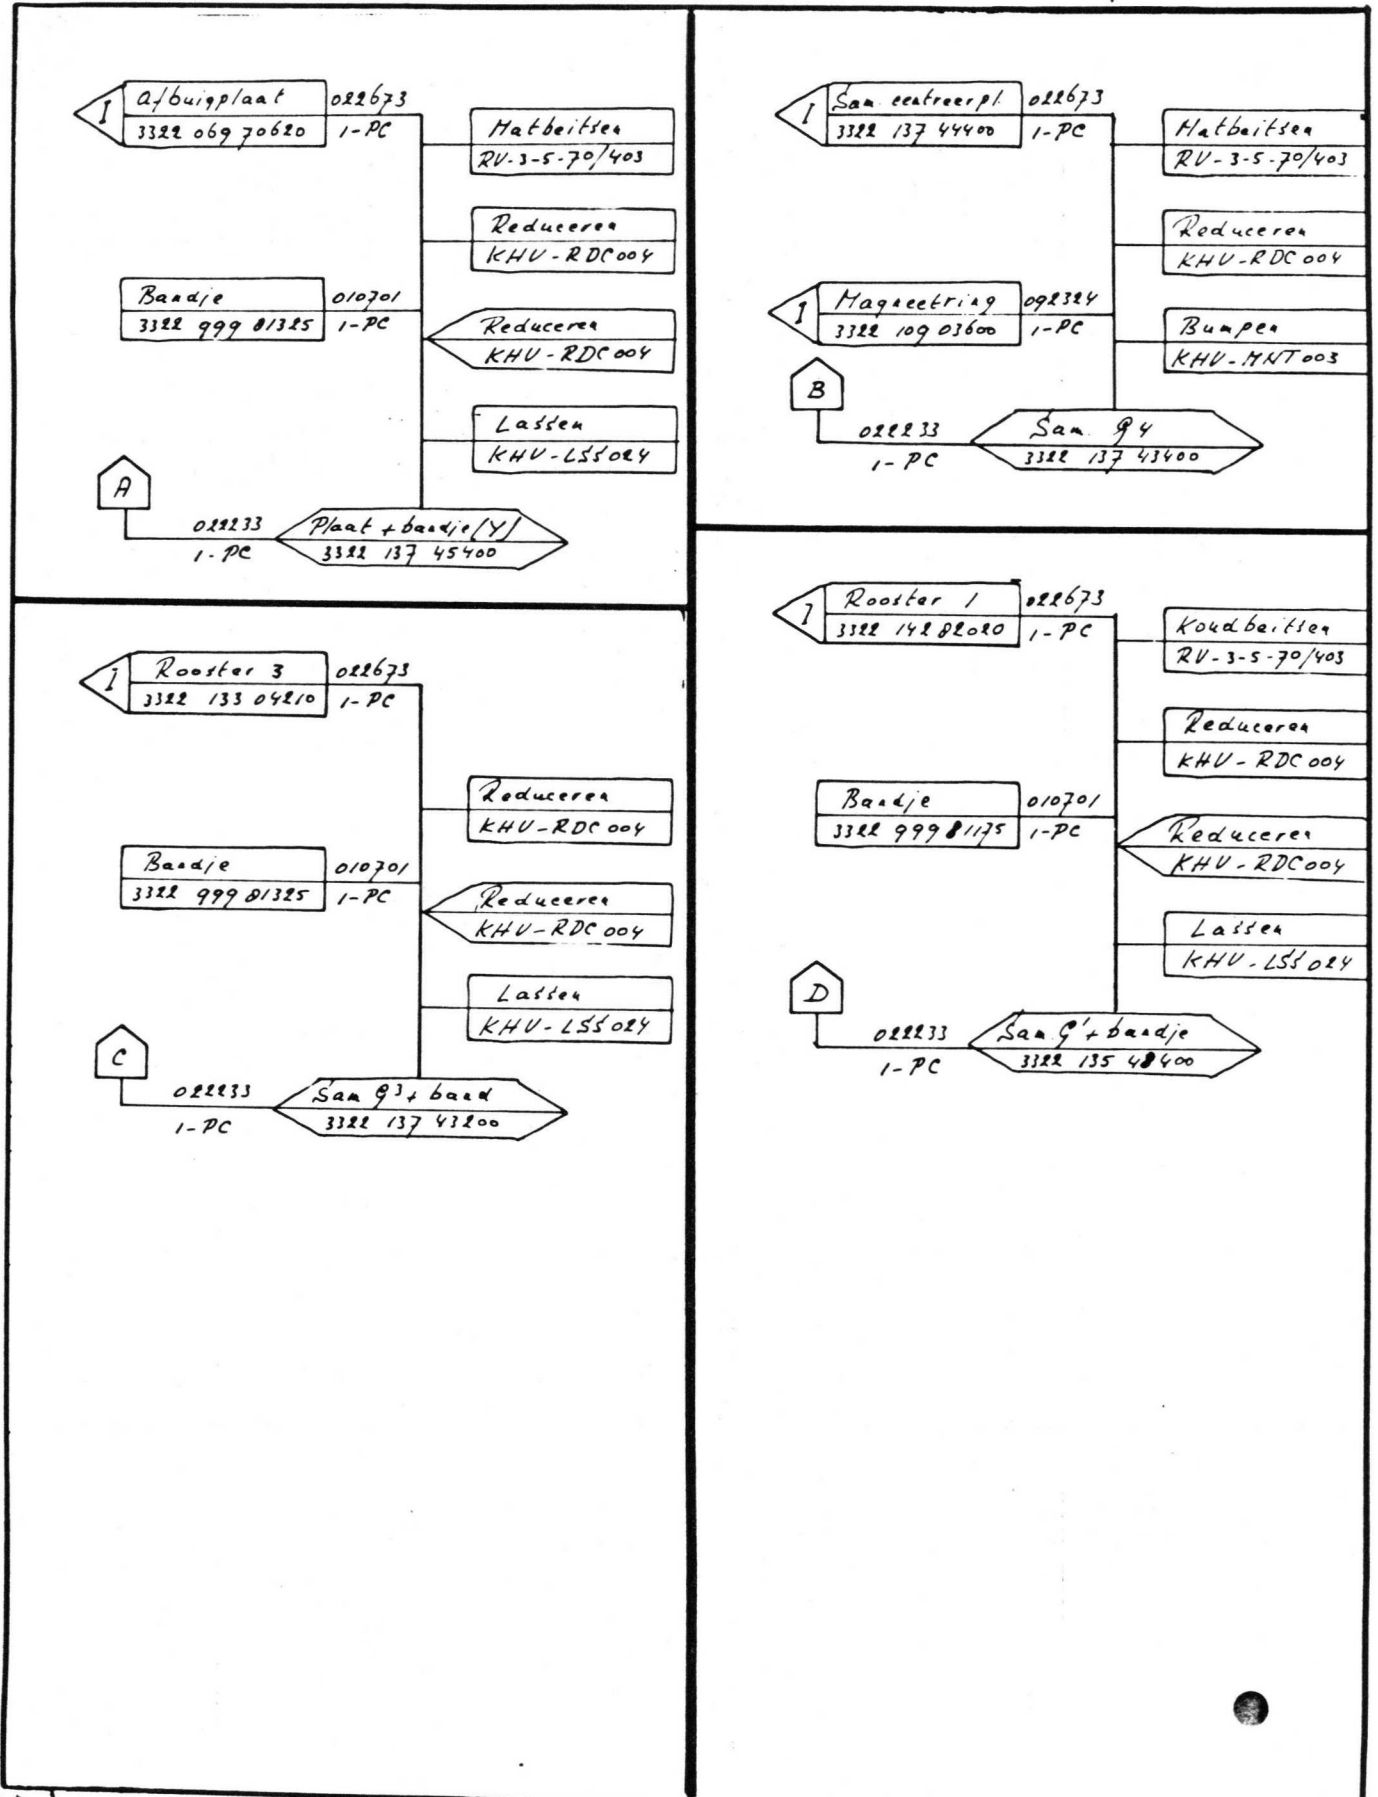 I
Afbuigplaat
022673
3322 069 70620
1-PC
Matbeitsen
RV-3-5-70/403
Reduceren
KHV-RDC004
Bandje
010701
3322 999 81325
1-PC
Reduceren
KHV-RDC004
Lassen
KHV-LSS024
A
022233
1-PC
Plaat + bandje (Y)
3322 137 45400
I
Sam. centreerpl.
022673
3322 137 44400
1-PC
Matbeitsen
RV-3-5-70/403
Reduceren
KHV-RDC004
I
Magneetring
092324
3322 109 03600
1-PC
Bumpen
KHV-MNT003
B
022233
1-PC
Sam. G4
3322 137 43400
I
Rooster 3
022673
3322 133 04210
1-PC
Reduceren
KHV-RDC004
Bandje
010701
3322 999 81325
1-PC
Reduceren
KHV-RDC004
Lassen
KHV-LSS024
C
022233
1-PC
Sam G3 + band
3322 137 43200
I
Rooster 1
022673
3322 142 82020
1-PC
Koudbeitsen
RV-3-5-70/403
Reduceren
KHV-RDC004
Bandje
010701
3322 999 81175
1-PC
Reduceren
KHV-RDC004
Lassen
KHV-LSS024
D
022233
1-PC
Sam. G' + bandje
3322 135 48400